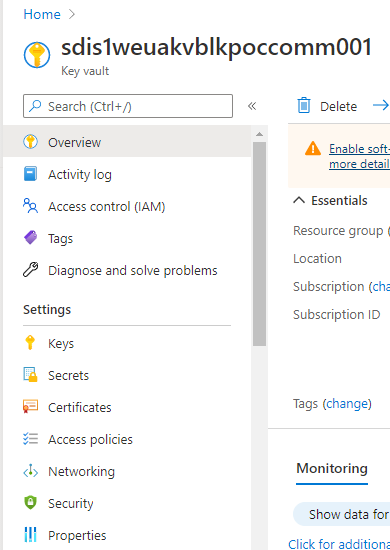 Home >
sdis1weuakvblkpoccomm001
Key vault
Search (Ctrl+/)
«
Delete
Overview
Activity log
Access control (IAM)
Tags
Diagnose and solve problems
Settings
Keys
Secrets
Certificates
Access policies
Networking
Security
Properties
Enable soft-
more detail
Essentials
Resource group (
Location
Subscription (cha
Subscription ID
Tags (change)
Monitoring
Show data for
Click for additiona